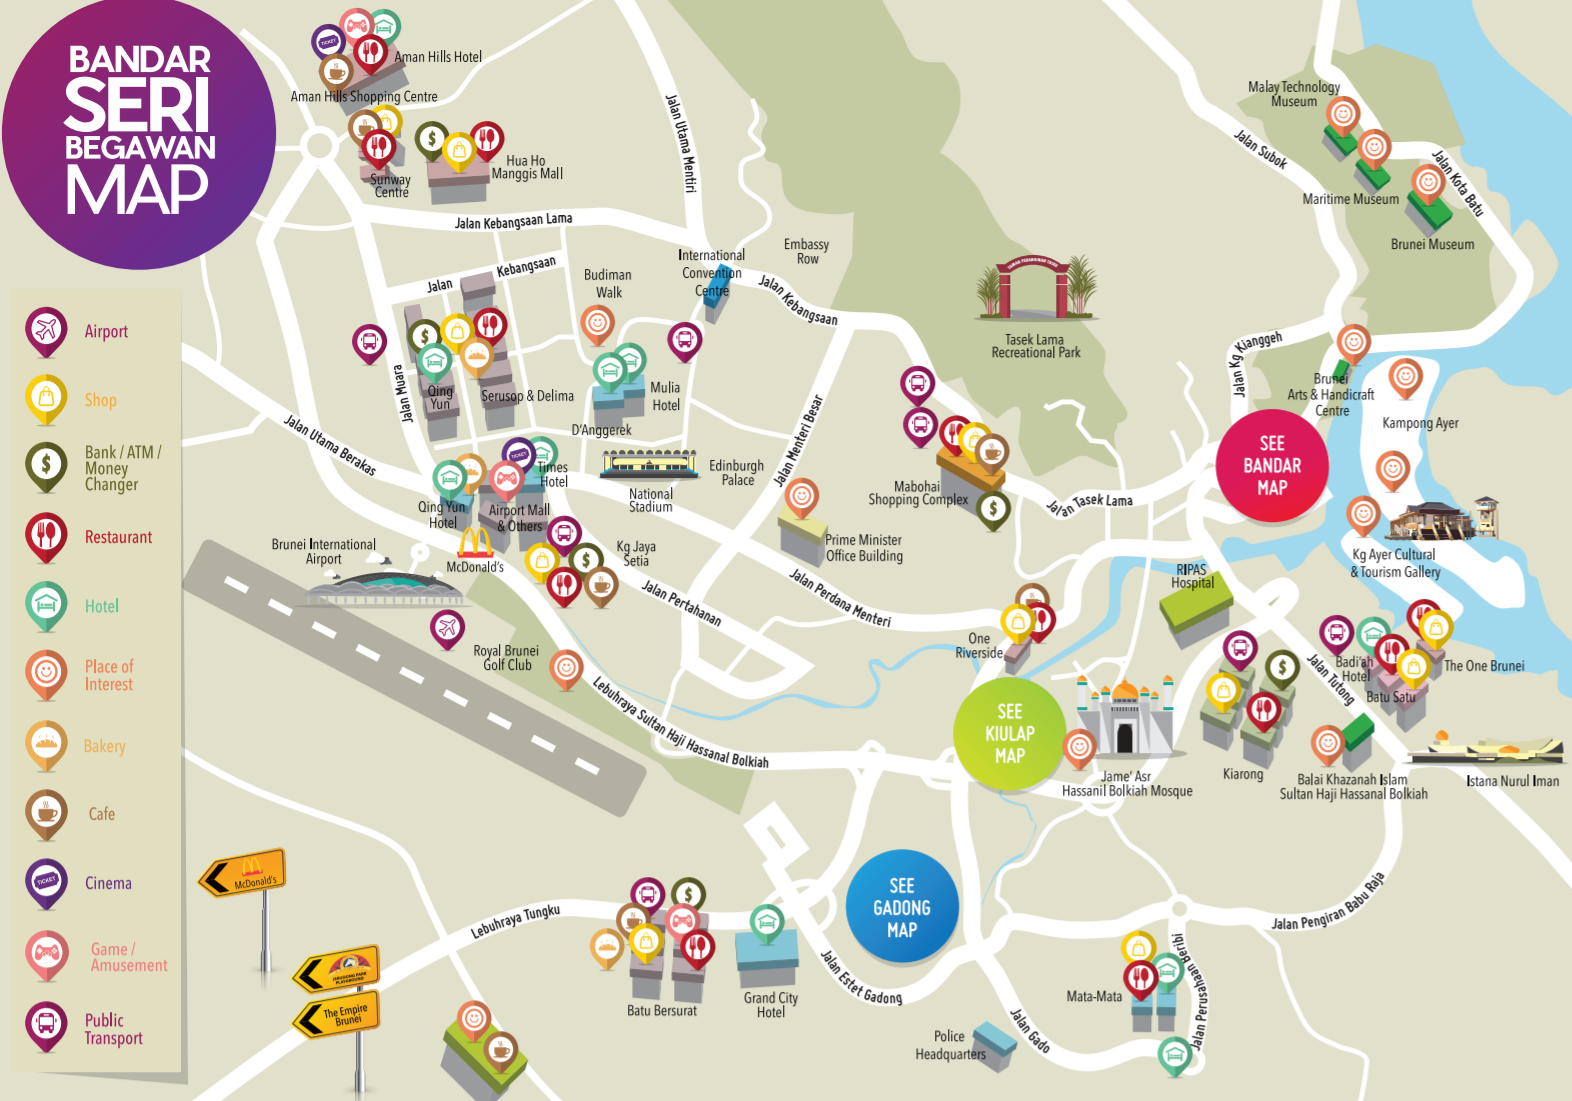 BANDAR
SERI
BEGAWAN
MAP
Airport
Shop
Bank / ATM /
Money
Changer
Restaurant
Hotel
Place of
Interest
Bakery
Cafe
TICKET
Cinema
Game /
Amusement
Public
Transport
TICKET
Aman Hills Hotel
Aman Hills Shopping Centre
Sunway
Centre
Hua Ho
Manggis Mall
Jalan Utama Mentiri
Jalan Kebangsaan Lama
Jalan Kebangsaan
Budiman
Walk
International
Convention
Centre
Embassy
Row
Jalan Kebangsaan
Jalan Muara
Qing
Yun
Serusop & Delima
D'Anggerek
Mulia
Hotel
Jalan Utama Berakas
TICKET
Times
Hotel
Qing Yun
Hotel
Airport Mall
& Others
National
Stadium
Edinburgh
Palace
Jalan Menteri Besar
Prime Minister
Office Building
Brunei International
Airport
McDonald's
Kg Jaya
Setia
Jalan Pertahanan
Jalan Perdana Menteri
Royal Brunei
Golf Club
Lebuhraya Sultan Haji Hassanal Bolkiah
Tasek Lama
Recreational Park
Mabohai
Shopping Complex
Jalan Tasek Lama
Malay Technology
Museum
Maritime Museum
Brunei Museum
Jalan Subok
Jalan Kota Batu
Jalan Kg Kianggeh
Brunei
Arts & Handicraft
Centre
Kampong Ayer
SEE
BANDAR
MAP
Kg Ayer Cultural
& Tourism Gallery
RIPAS
Hospital
One
Riverside
SEE
KIULAP
MAP
Jame' Asr
Hassanil Bolkiah Mosque
Kiarong
Jalan Tutong
Badi'ah
Hotel
Batu Satu
The One Brunei
Balai Khazanah Islam
Sultan Haji Hassanal Bolkiah
Istana Nurul Iman
McDonald's
JERUDONG PARK
PLAYGROUND
The Empire
Brunei
Lebuhraya Tungku
Batu Bersurat
Grand City
Hotel
SEE
GADONG
MAP
Jalan Estet Gadong
Police
Headquarters
Jalan Gado
Mata-Mata
Jalan Perusahaan Beribi
Jalan Pengiran Babu Raja